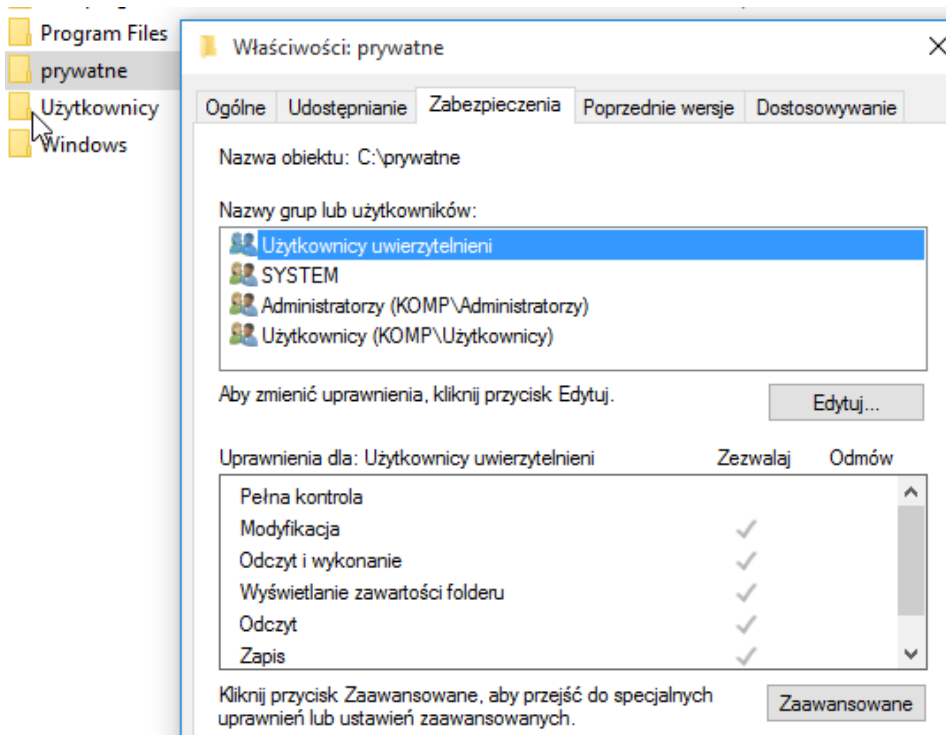 Program Files
prywatne
Użytkownicy
Windows
Właściwości: prywatne
Ogólne Udostępnianie Zabezpieczenia Poprzednie wersje Dostosowywanie
Nazwa obiektu: C:\prywatne
Nazwy grup lub użytkowników:
Użytkownicy uwierzytelnieni
SYSTEM
Administratorzy (KOMP\Administratorzy)
Użytkownicy (KOMP\Użytkownicy)
Aby zmienić uprawnienia, kliknij przycisk Edytuj.
Edytuj...
Uprawnienia dla: Użytkownicy uwierzytelnieni Zezwalaj Odmów
Pełna kontrola
Modyfikacja
Odczyt i wykonanie
Wyświetlanie zawartości folderu
Odczyt
Zapis
Kliknij przycisk Zaawansowane, aby przejść do specjalnych
uprawnień lub ustawień zaawansowanych.
Zaawansowane